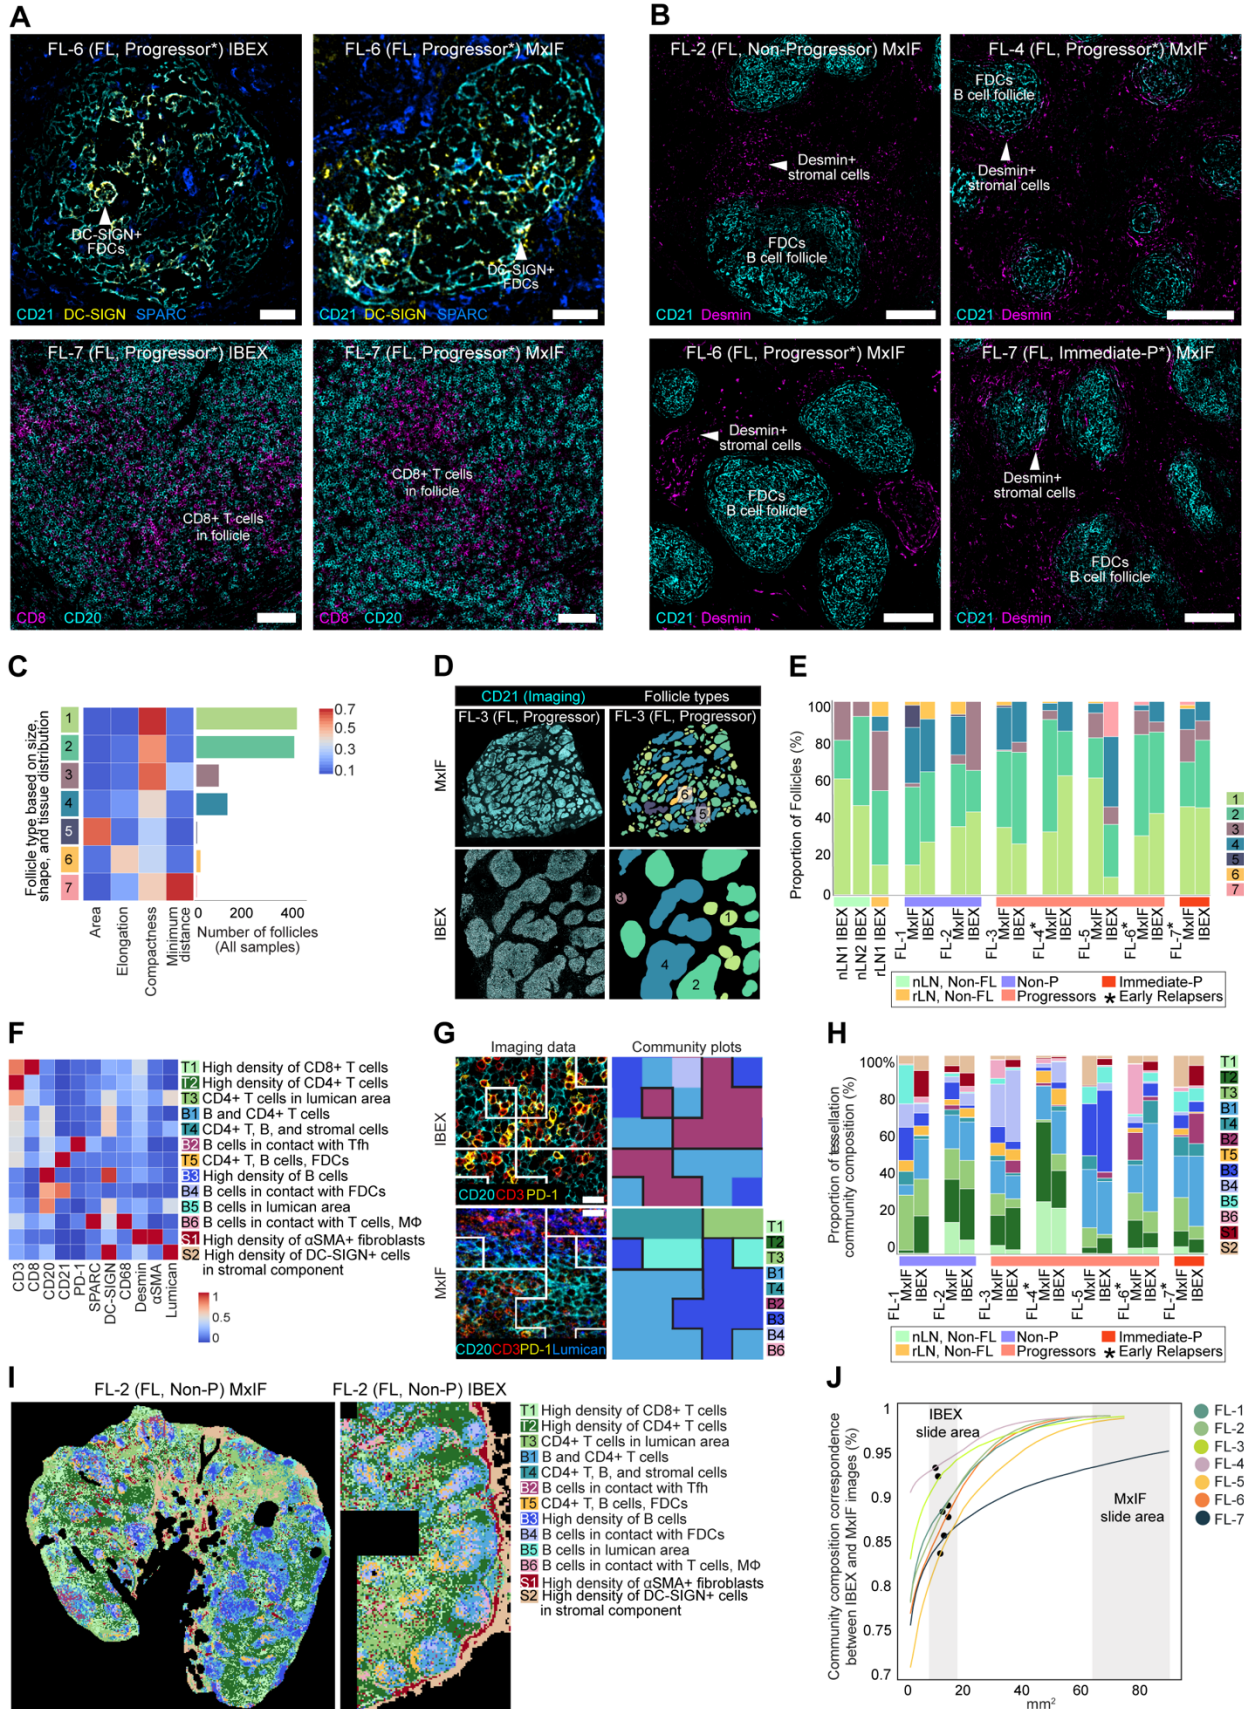 A
FL-6 (FL, Progressor*) IBEX
FL-6 (FL, Progressor*) MxIF
DC-SIGN+
FDCs
DC-SIGN+
FDCs
CD21 DC-SIGN SPARC
CD21 DC-SIGN SPARC
FL-7 (FL, Progressor*) IBEX
FL-7 (FL, Progressor*) MxIF
CD8+ T cells
in follicle
CD8+ T cells
in follicle
CD8 CD20
CD8 CD20
B
FL-2 (FL, Non-Progressor) MxIF
FL-4 (FL, Progressor*) MxIF
FDCs
B cell follicle
Desmin+
stromal cells
Desmin+
stromal cells
FDCs
B cell follicle
CD21 Desmin
CD21 Desmin
FL-6 (FL, Progressor*) MxIF
FL-7 (FL, Immediate-P*) MxIF
Desmin+
stromal cells
FDCs
B cell follicle
Desmin+
stromal cells
FDCs
B cell follicle
CD21 Desmin
CD21 Desmin
C
Follicle type based on size,
shape, and tissue distribution
1
2
3
4
5
6
7
Area
Elongation
Compactness
Minimum
distance
0
200
400
Number of follicles
(All samples)
0.7
0.5
0.3
0.1
D
CD21 (Imaging)
Follicle types
FL-3 (FL, Progressor)
FL-3 (FL, Progressor)
MxIF
IBEX
6
5
3
1
4
2
E
Proportion of Follicles (%)
100
80
60
40
20
0
nLN1 IBEX
nLN2 IBEX
rLN1 IBEX
FL-1 MxIF
IBEX
FL-2 MxIF
IBEX
FL-3 MxIF
IBEX
FL-4* MxIF
IBEX
FL-5 MxIF
IBEX
FL-6* MxIF
IBEX
FL-7* MxIF
IBEX
1
2
3
4
5
6
7
nLN, Non-FL
Non-P
Immediate-P
rLN, Non-FL
Progressors
* Early Relapsers
F
T1 High density of CD8+ T cells
T2 High density of CD4+ T cells
T3 CD4+ T cells in lumican area
B1 B and CD4+ T cells
T4 CD4+ T, B, and stromal cells
B2 B cells in contact with Tfh
T5 CD4+ T, B cells, FDCs
B3 High density of B cells
B4 B cells in contact with FDCs
B5 B cells in lumican area
B6 B cells in contact with T cells, MΦ
S1 High density of αSMA+ fibroblasts
S2 High density of DC-SIGN+ cells
in stromal component
CD3
CD8
CD20
CD21
PD-1
SPARC
DC-SIGN
CD68
Desmin
αSMA
Lumican
1
0.5
0
G
Imaging data
Community plots
IBEX
CD20 CD3 PD-1
MxIF
CD20 CD3 PD-1 Lumican
T1
T2
T3
B1
T4
B2
B3
B4
B6
H
Proportion of tessellation
community composition (%)
100%
80
60
40
20
0
FL-1 MxIF
IBEX
FL-2 MxIF
IBEX
FL-3 MxIF
IBEX
FL-4* MxIF
IBEX
FL-5 MxIF
IBEX
FL-6* MxIF
IBEX
FL-7* MxIF
IBEX
T1
T2
T3
B1
T4
B2
T5
B3
B4
B5
B6
S1
S2
nLN, Non-FL
Non-P
Immediate-P
rLN, Non-FL
Progressors
* Early Relapsers
I
FL-2 (FL, Non-P) MxIF
FL-2 (FL, Non-P) IBEX
T1 High density of CD8+ T cells
T2 High density of CD4+ T cells
T3 CD4+ T cells in lumican area
B1 B and CD4+ T cells
T4 CD4+ T, B, and stromal cells
B2 B cells in contact with Tfh
T5 CD4+ T, B cells, FDCs
B3 High density of B cells
B4 B cells in contact with FDCs
B5 B cells in lumican area
B6 B cells in contact with T cells, MΦ
S1 High density of αSMA+ fibroblasts
S2 High density of DC-SIGN+ cells
in stromal component
J
Community composition correspondence
between IBEX and MxIF images (%)
1
0.95
0.9
0.85
0.8
0.75
0.7
IBEX
slide area
MxIF
slide area
0
20
40
60
80
mm²
FL-1
FL-2
FL-3
FL-4
FL-5
FL-6
FL-7